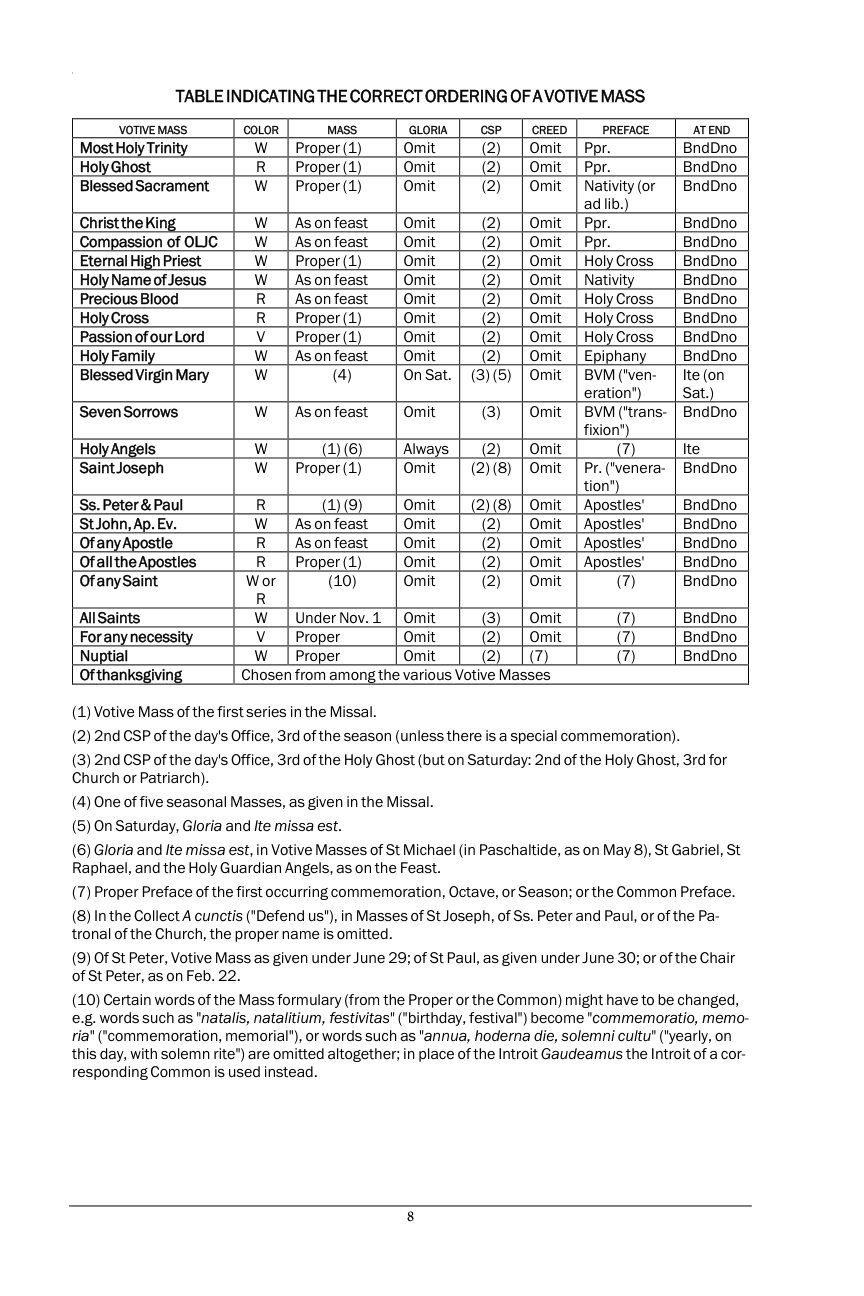 TABLE INDICATING THE CORRECT ORDERING OF A VOTIVE MASS
VOTIVE MASS COLOR MASS GLORIA CSP CREED PREFACE AT END
Most Holy Trinity W Proper (1) Omit (2) Omit Ppr. BndDno
Holy Ghost R Proper (1) Omit (2) Omit Ppr. BndDno
Blessed Sacrament W Proper (1) Omit (2) Omit Nativity (or BndDno
ad lib.)
Christ the King W As on feast Omit (2) Omit Ppr. BndDno
Compassion of OLJC W As on feast Omit (2) Omit Ppr. BndDno
Eternal High Priest W Proper (1) Omit (2) Omit Holy Cross BndDno
Holy Name of Jesus W As on feast Omit (2) Omit Nativity BndDno
Precious Blood R As on feast Omit (2) Omit Holy Cross BndDno
Holy Cross R Proper (1) Omit (2) Omit Holy Cross BndDno
Passion of our Lord V Proper (1) Omit (2) Omit Holy Cross BndDno
Holy Family W As on feast Omit (2) Omit Epiphany BndDno
Blessed Virgin Mary W (4) On Sat. (3) (5) Omit BVM ("ven- Ite (on
eration") Sat.)
Seven Sorrows W As on feast Omit (3) Omit BVM ("trans- BndDno
fixion")
Holy Angels W (1) (6) Always (2) Omit (7) Ite
Saint Joseph W Proper (1) Omit (2) (8) Omit Pr. ("venera- BndDno
tion")
Ss. Peter & Paul R (1) (9) Omit (2) (8) Omit Apostles' BndDno
St John, Ap. Ev. W As on feast Omit (2) Omit Apostles' BndDno
Of any Apostle R As on feast Omit (2) Omit Apostles' BndDno
Of all the Apostles R Proper (1) Omit (2) Omit Apostles' BndDno
Of any Saint W or (10) Omit (2) Omit (7) BndDno
R
All Saints W Under Nov. 1 Omit (3) Omit (7) BndDno
For any necessity V Proper Omit (2) Omit (7) BndDno
Nuptial W Proper Omit (2) (7) (7) BndDno
Of thanksgiving Chosen from among the various Votive Masses
(1) Votive Mass of the first series in the Missal.
(2) 2nd CSP of the day's Office, 3rd of the season (unless there is a special commemoration).
(3) 2nd CSP of the day's Office, 3rd of the Holy Ghost (but on Saturday: 2nd of the Holy Ghost, 3rd for
Church or Patriarch).
(4) One of five seasonal Masses, as given in the Missal.
(5) On Saturday, Gloria and Ite missa est.
(6) Gloria and Ite missa est, in Votive Masses of St Michael (in Paschaltide, as on May 8), St Gabriel, St
Raphael, and the Holy Guardian Angels, as on the Feast.
(7) Proper Preface of the first occurring commemoration, Octave, or Season; or the Common Preface.
(8) In the Collect A cunctis ("Defend us"), in Masses of St Joseph, of Ss. Peter and Paul, or of the Pa-
tronal of the Church, the proper name is omitted.
(9) Of St Peter, Votive Mass as given under June 29; of St Paul, as given under June 30; or of the Chair
of St Peter, as on Feb. 22.
(10) Certain words of the Mass formulary (from the Proper or the Common) might have to be changed,
e.g. words such as "natalis, natalitium, festivitas" ("birthday, festival") become "commemoratio, memo-
ria" ("commemoration, memorial"), or words such as "annua, hoderna die, solemni cultu" ("yearly, on
this day, with solemn rite") are omitted altogether; in place of the Introit Gaudeamus the Introit of a cor-
responding Common is used instead.
8